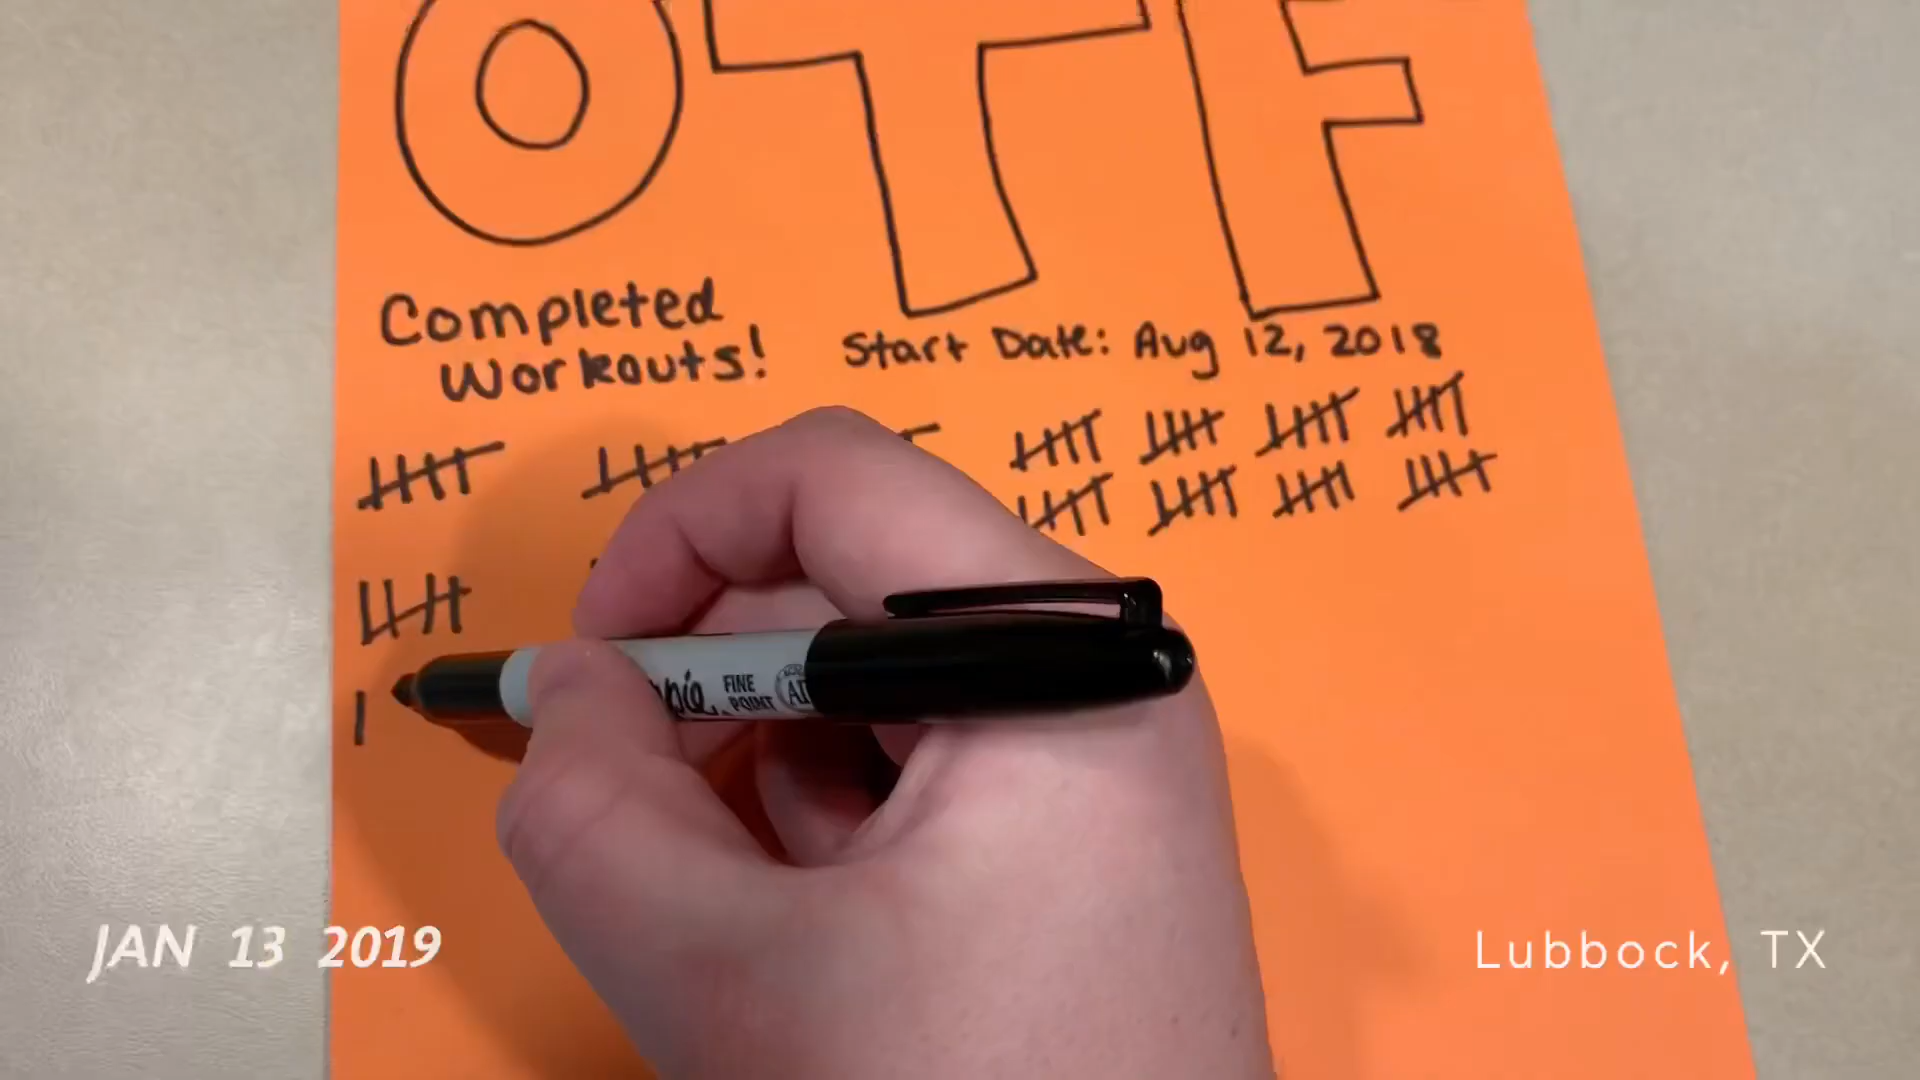 OTF
Completed
Workouts!
Start Date: Aug 12, 2018
FINE
POINT
JAN 13 2019
Lubbock, TX